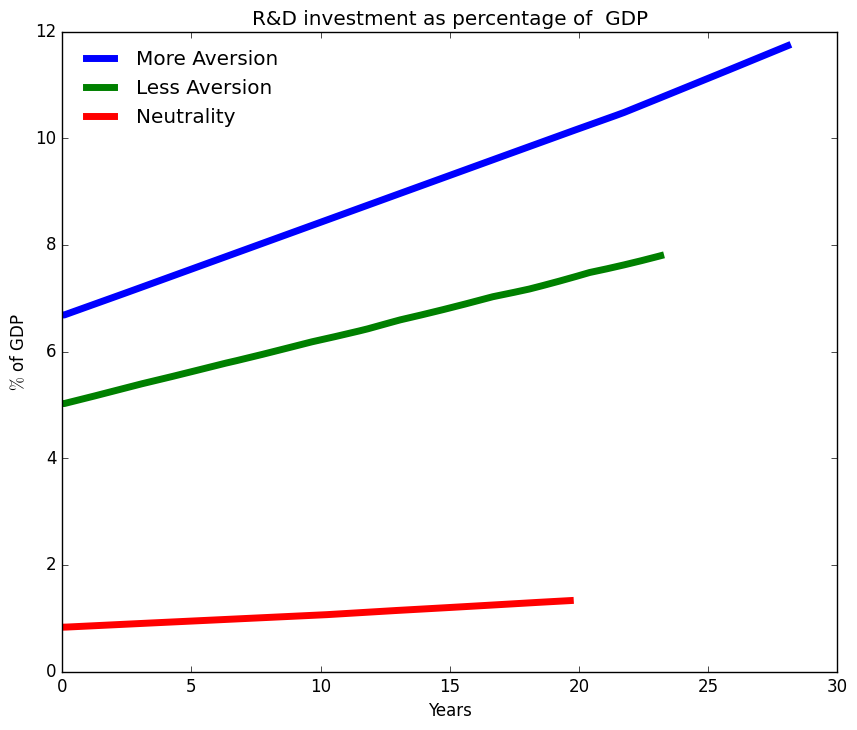 R&D investment as percentage of  GDP
12
More Aversion
Less Aversion
Neutrality
10
8
6
4
2
0
% of GDP
0 5 10 15 20 25 30
Years